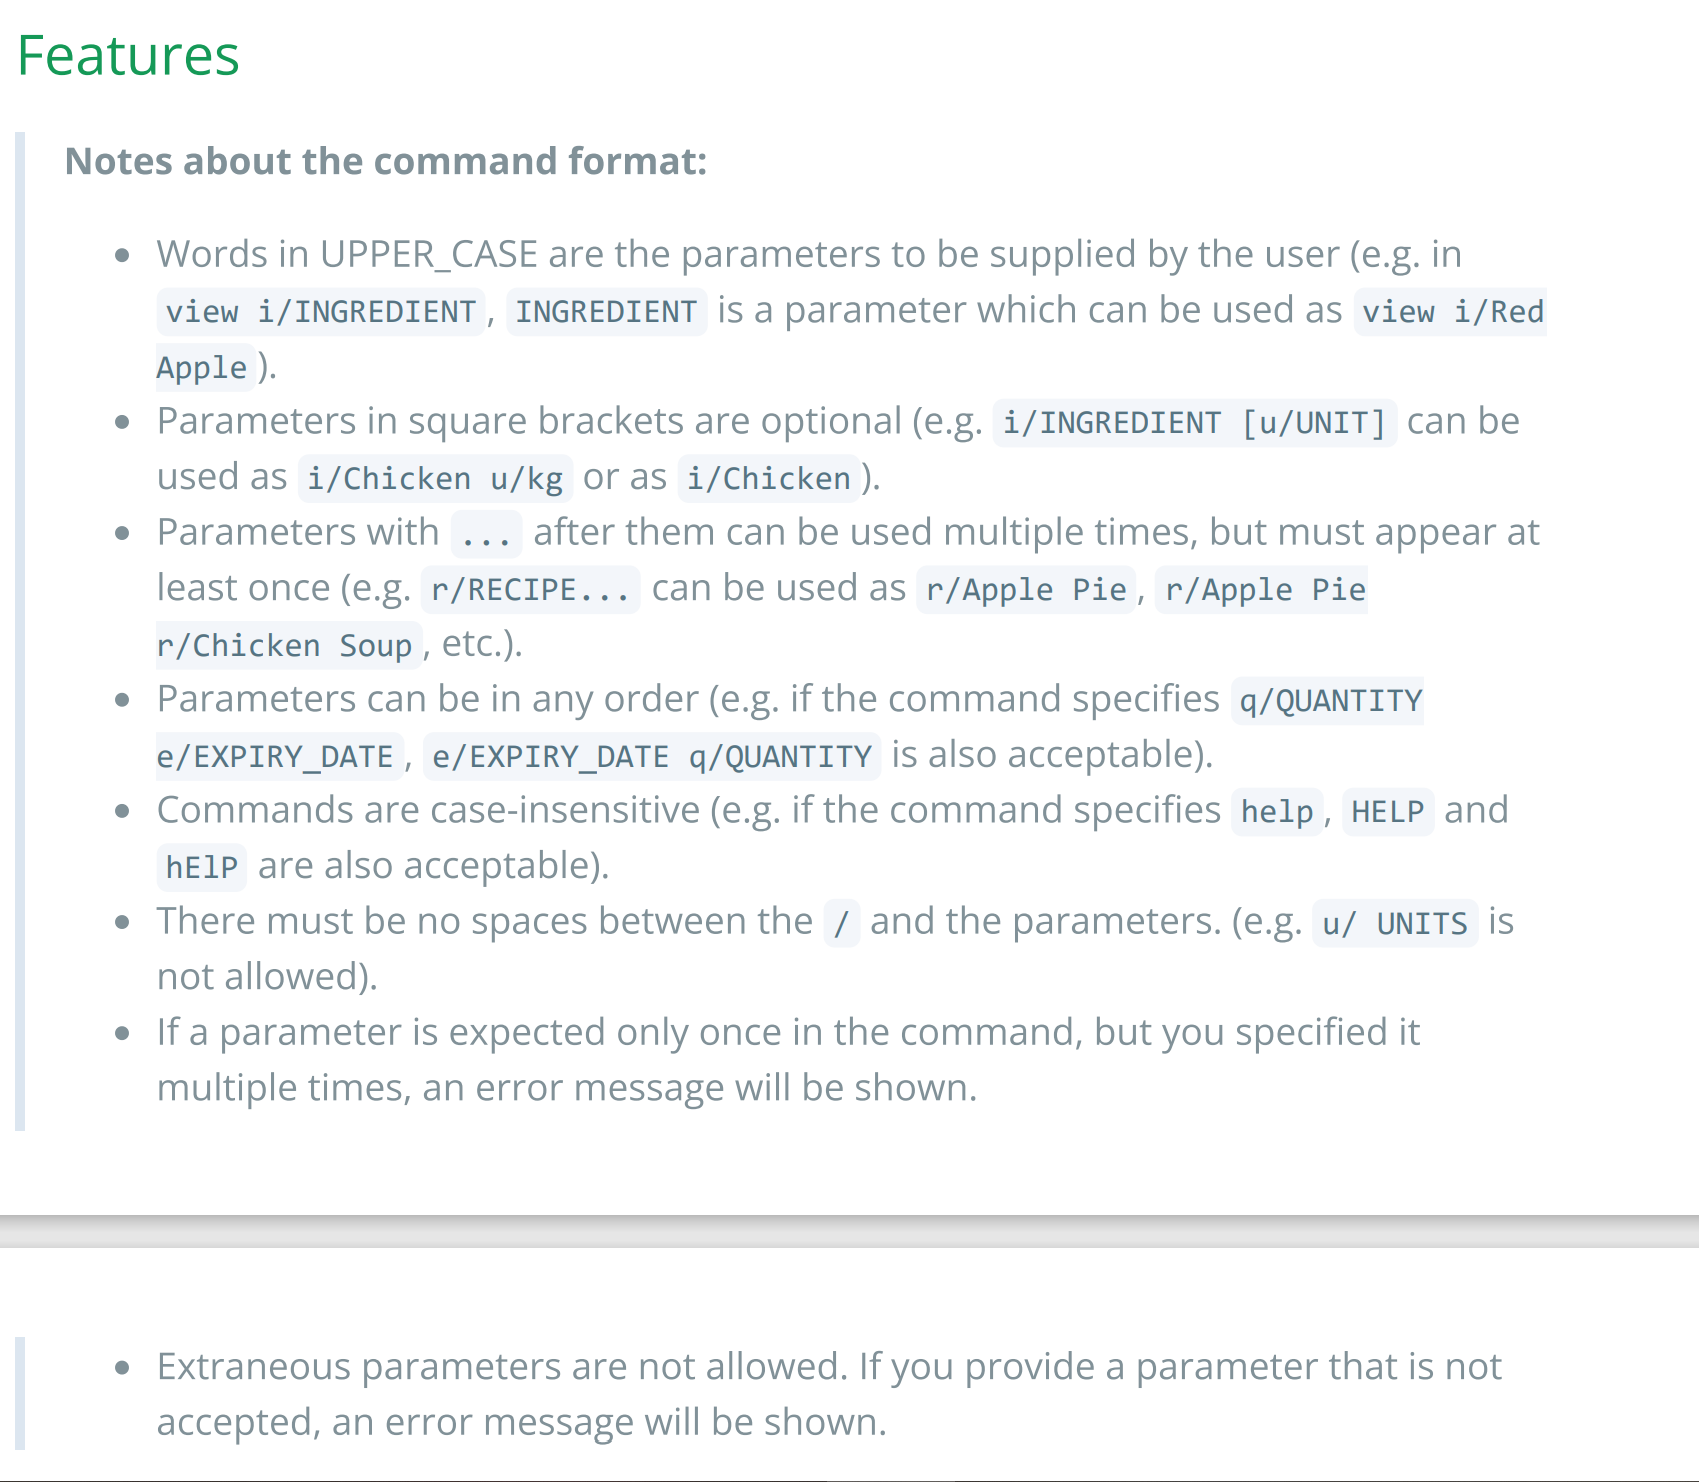 Features
Notes about the command format:
• Words in UPPER_CASE are the parameters to be supplied by the user (e.g. in
view i/INGREDIENT, INGREDIENT is a parameter which can be used as view i/Red
Apple).
• Parameters in square brackets are optional (e.g. i/INGREDIENT [u/UNIT] can be
used as i/Chicken u/kg or as i/Chicken).
• Parameters with ... after them can be used multiple times, but must appear at
least once (e.g. r/RECIPE... can be used as r/Apple Pie, r/Apple Pie
r/Chicken Soup, etc.).
• Parameters can be in any order (e.g. if the command specifies q/QUANTITY
e/EXPIRY_DATE, e/EXPIRY_DATE q/QUANTITY is also acceptable).
• Commands are case-insensitive (e.g. if the command specifies help, HELP and
hElP are also acceptable).
• There must be no spaces between the / and the parameters. (e.g. u/ UNITS is
not allowed).
• If a parameter is expected only once in the command, but you specified it
multiple times, an error message will be shown.
• Extraneous parameters are not allowed. If you provide a parameter that is not
accepted, an error message will be shown.